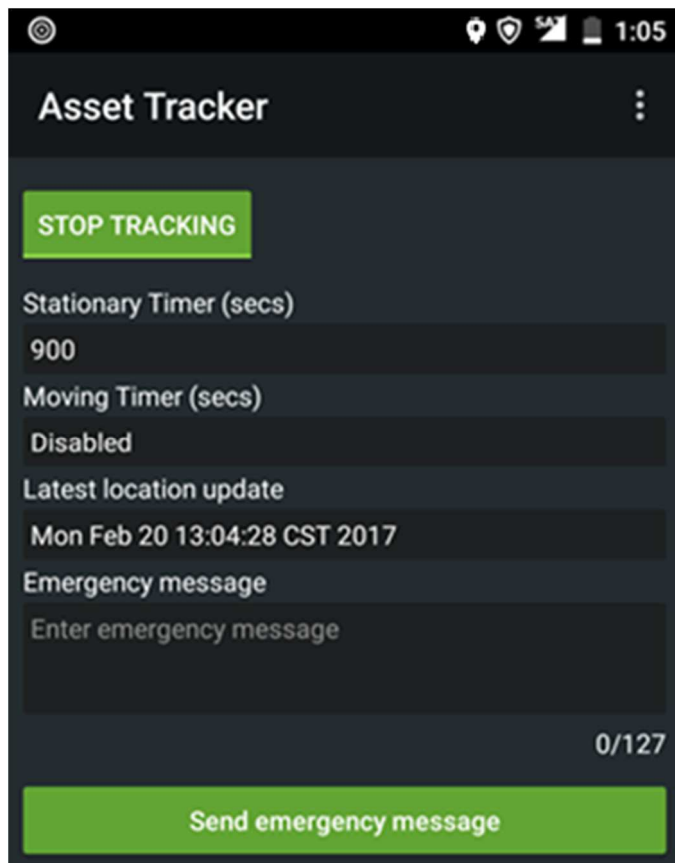 SAT 1:05
Asset Tracker
STOP TRACKING
Stationary Timer (secs)
900
Moving Timer (secs)
Disabled
Latest location update
Mon Feb 20 13:04:28 CST 2017
Emergency message
Enter emergency message
0/127
Send emergency message